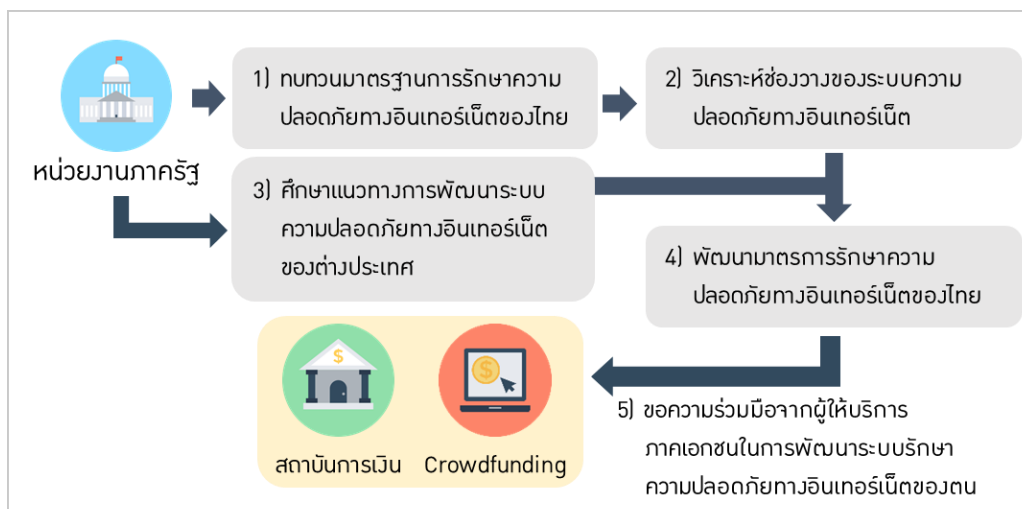 หน่วยงานภาครัฐ
1) ทบทวนมาตรฐานการรักษาความ
ปลอดภัยทางอินเทอร์เน็ตของไทย
2) วิเคราะห์ช่องวางของระบบความ
ปลอดภัยทางอินเทอร์เน็ต
3) ศึกษาแนวทางการพัฒนาระบบ
ความปลอดภัยทางอินเทอร์เน็ต
ของต่างประเทศ
4) พัฒนามาตรการรักษาความ
ปลอดภัยทางอินเทอร์เน็ตของไทย
5) ขอความร่วมมือจากผู้ให้บริการ
ภาคเอกชนในการพัฒนาระบบรักษา
ความปลอดภัยทางอินเทอร์เน็ตของตน
สถาบันการเงิน
Crowdfunding